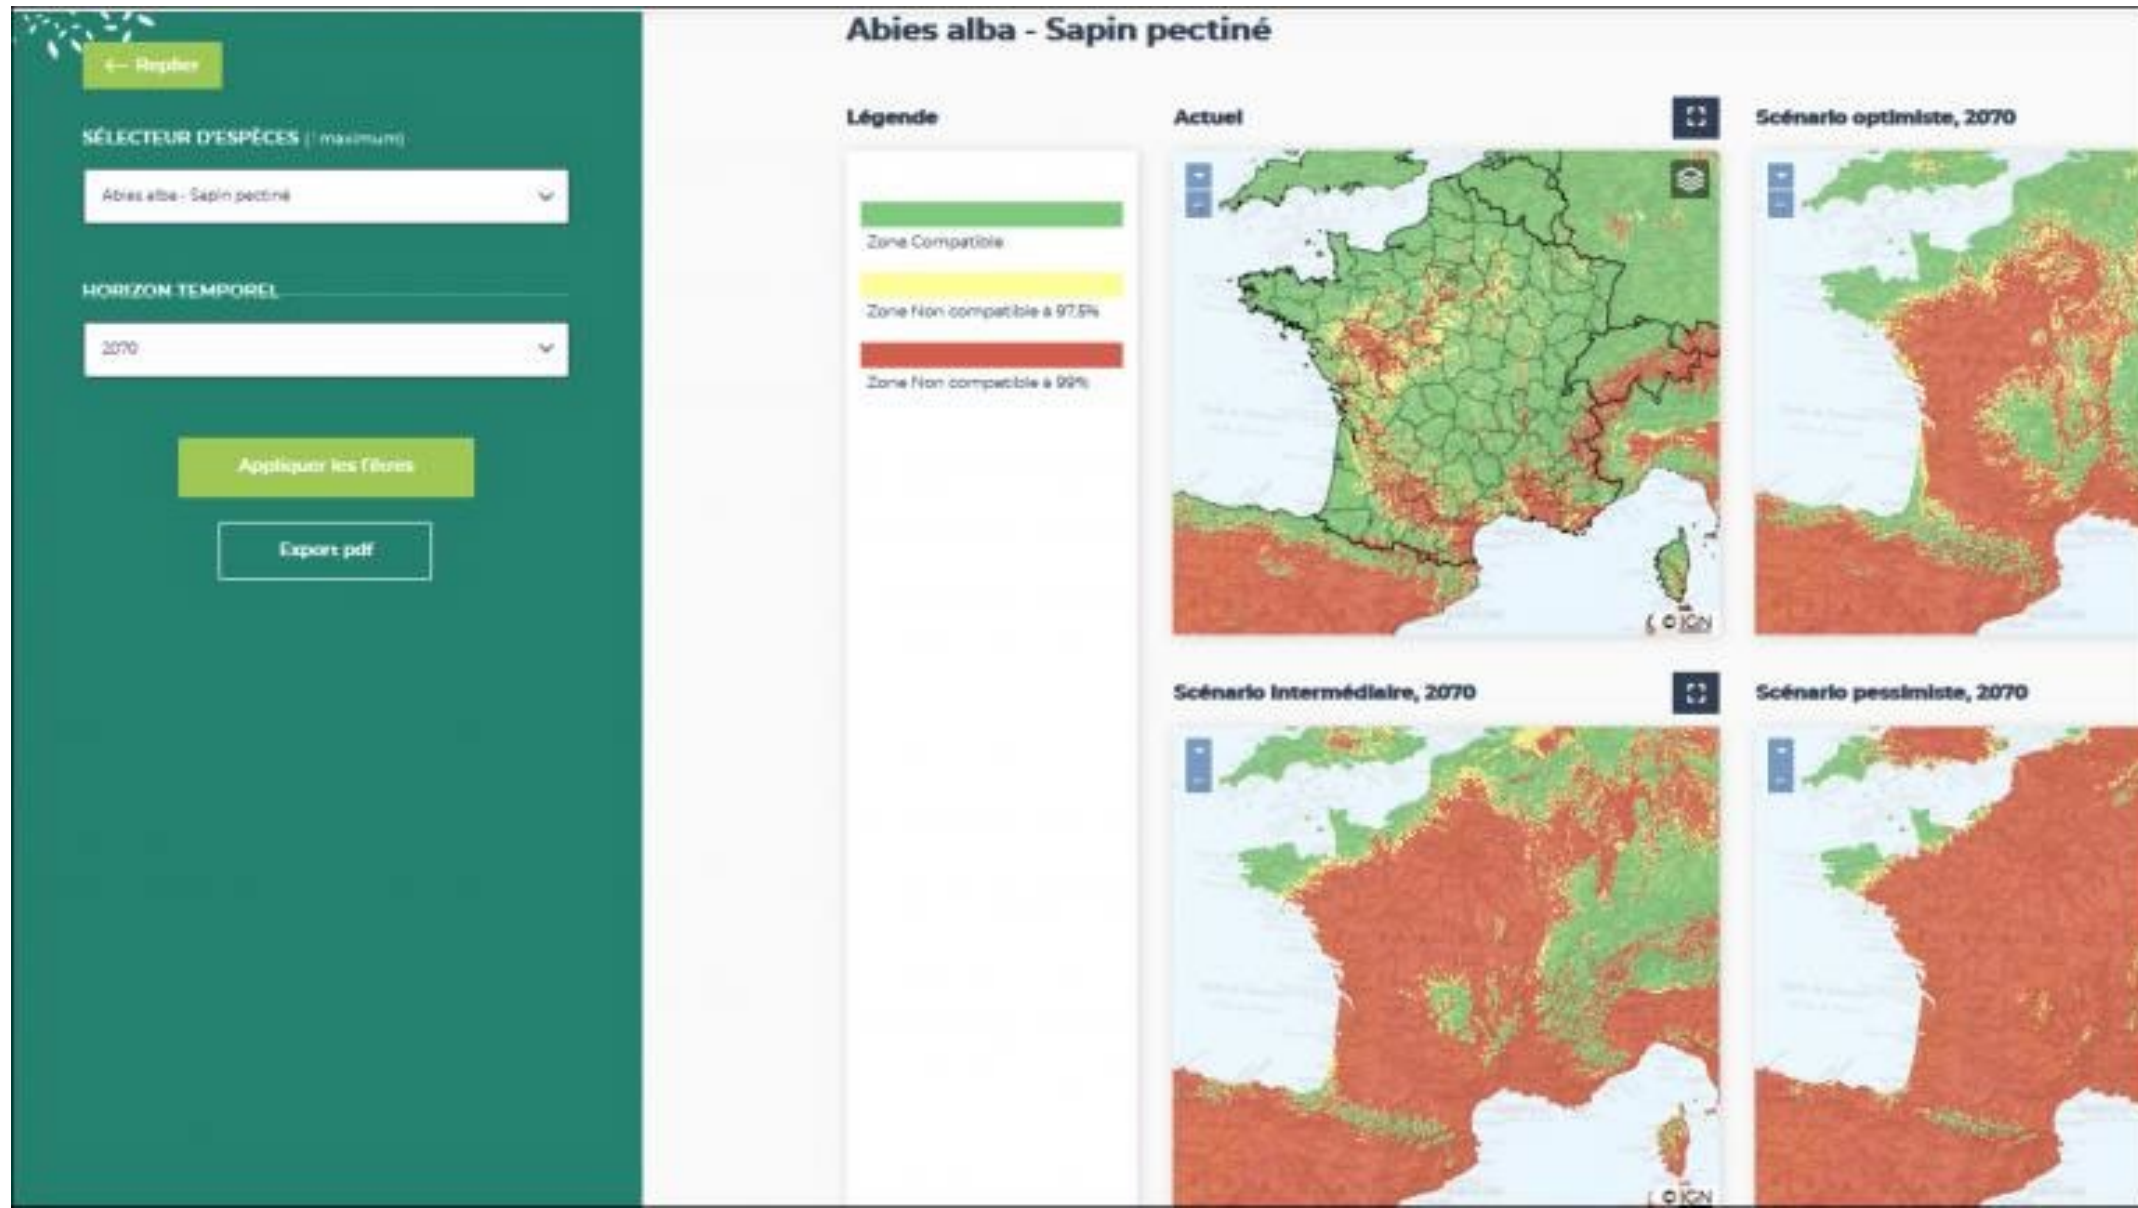 ← Replier
SÉLECTEUR D'ESPÈCES ( maximum)
Abies alba - Sapin pectiné
HORIZON TEMPOREL
2070
Appliquer les filtres
Export pdf
Abies alba - Sapin pectiné
Légende
Zone Compatible
Zone Non compatible à 97.5%
Zone Non compatible à 99%
Actuel
© IGN
Scénario optimiste, 2070
Scénario Intermédiaire, 2070
© IGN
Scénario pessimiste, 2070